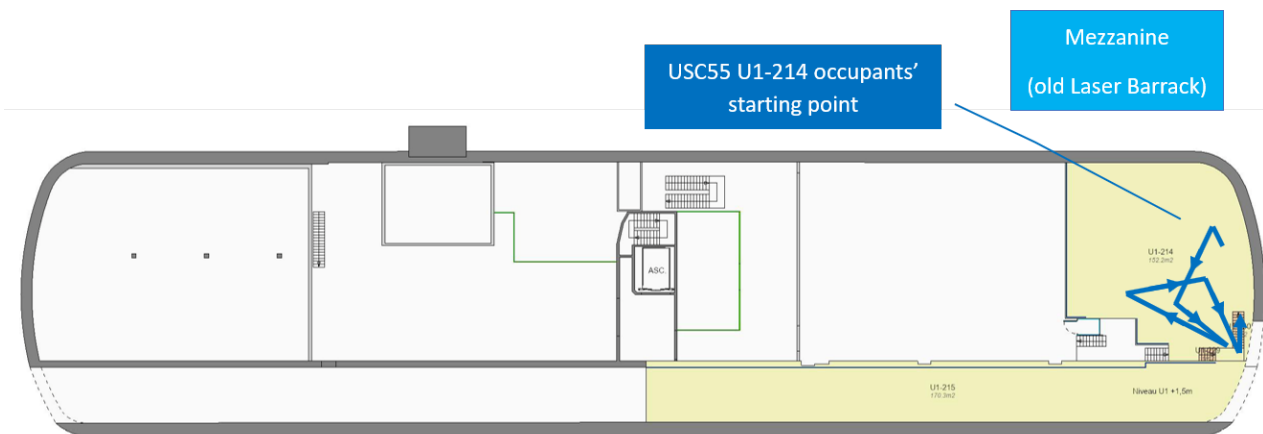 Mezzanine
(old Laser Barrack)
USC55 U1-214 occupants’
starting point
U1-214
152.2m2
ASC.
U1-215
170.3m2
Niveau U1 +1,5m